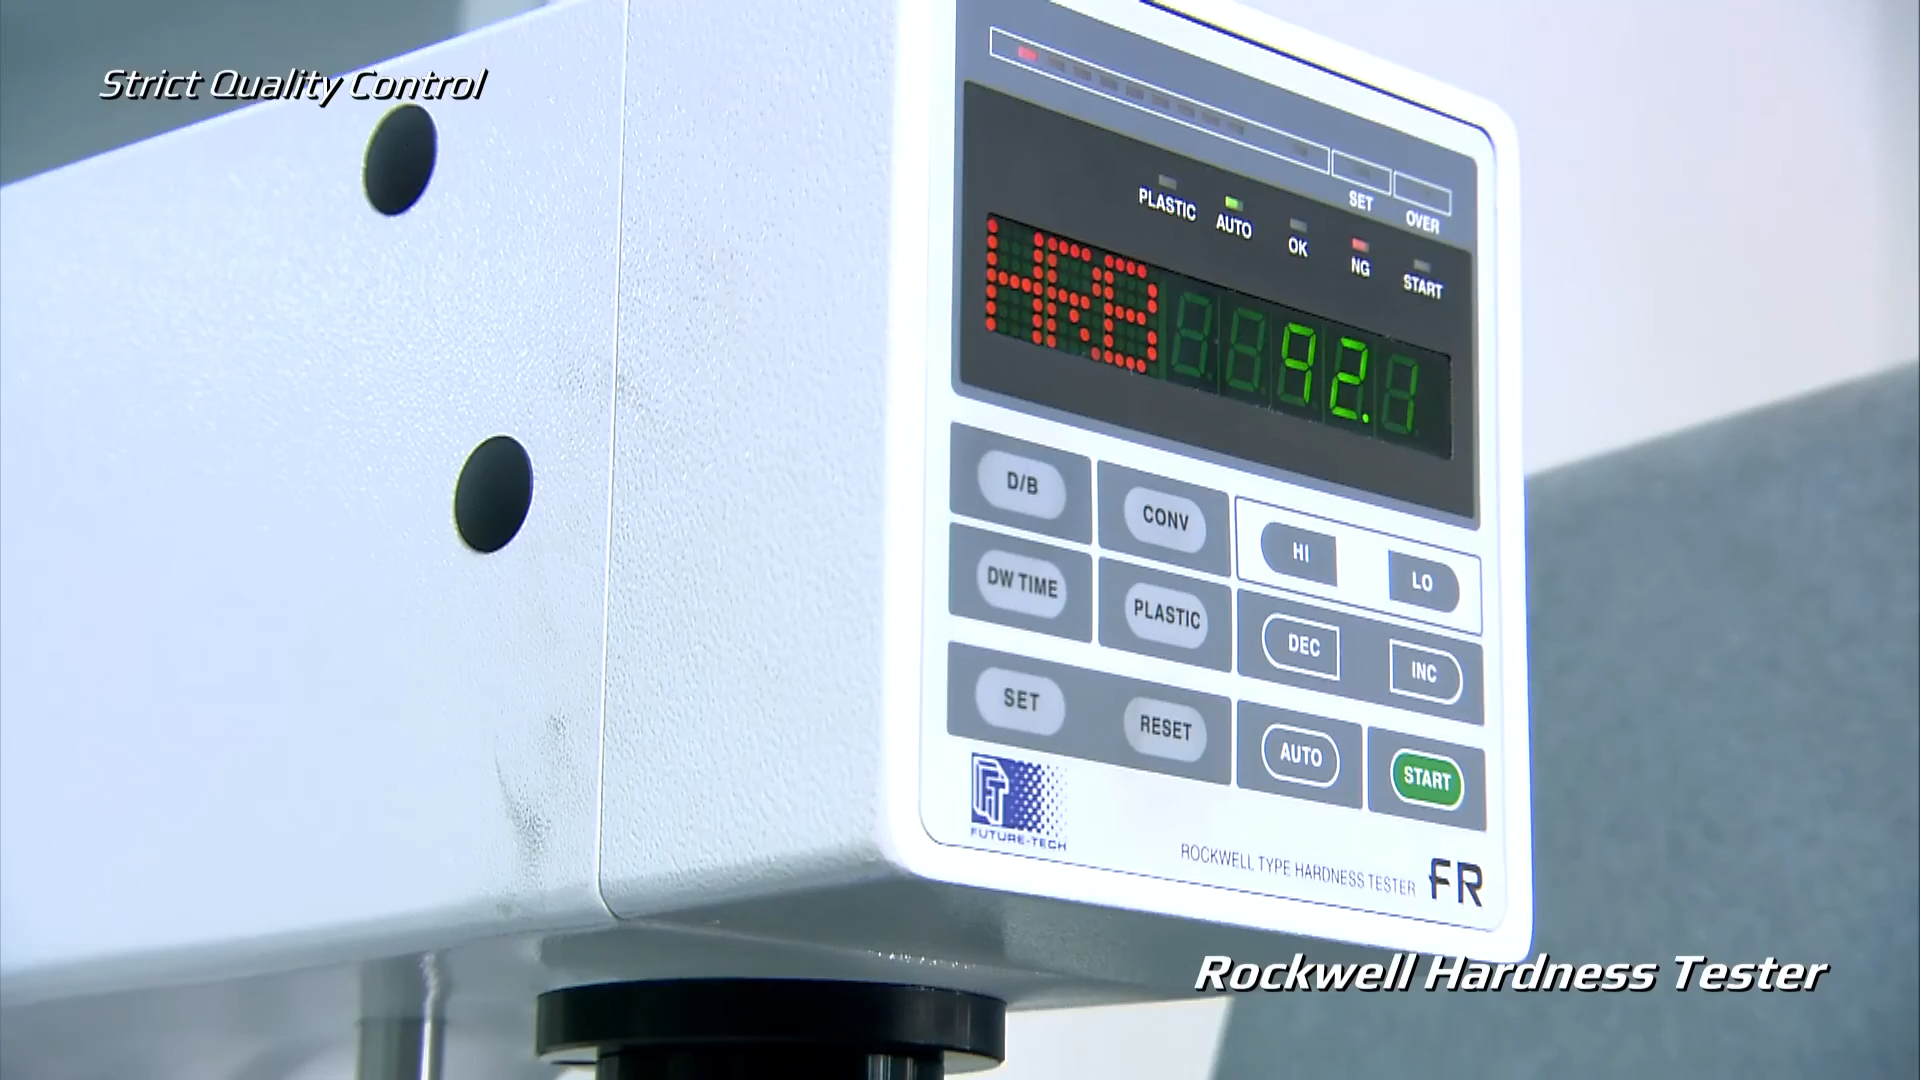 Strict Quality Control
SET
OVER
PLASTIC
AUTO
OK
NG
START
HRB 92.1
D/B
CONV
HI
LO
DW TIME
PLASTIC
DEC
INC
SET
RESET
AUTO
START
FT
FUTURE-TECH
ROCKWELL TYPE HARDNESS TESTER FR
Rockwell Hardness Tester